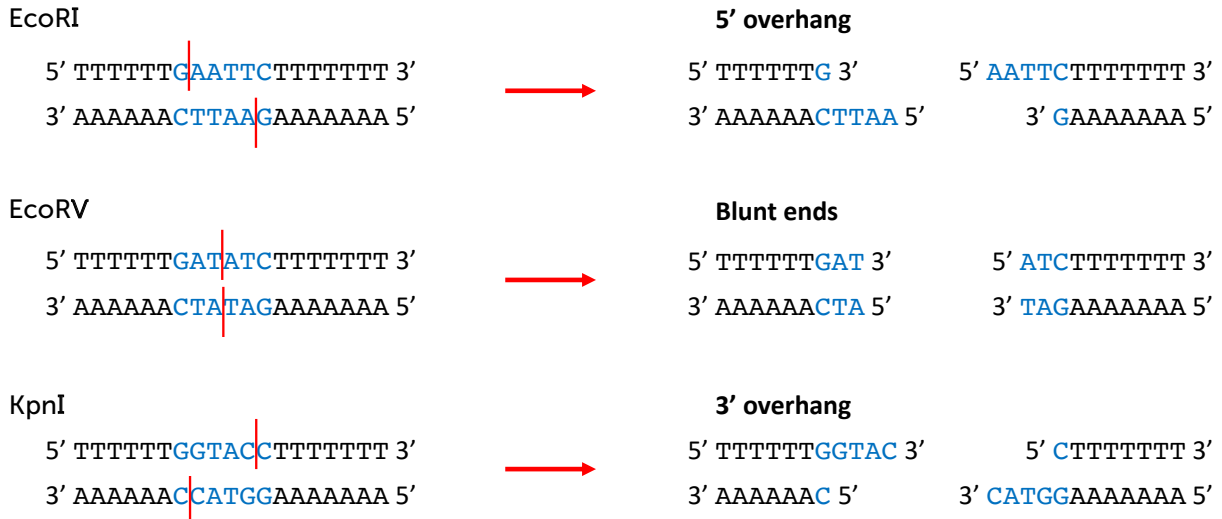 EcoRI
5’ overhang
5’ TTTTTTGAATTCTTTTTTT 3’
3’ AAAAAACTTAAGAAAAAAA 5’
5’ TTTTTTG 3’
5’ AATTCTTTTTTT 3’
3’ AAAAAACTTAA 5’
3’ GAAAAAAA 5’
EcoRV
Blunt ends
5’ TTTTTTGATATCTTTTTTT 3’
3’ AAAAAACTATAGAAAAAAA 5’
5’ TTTTTTGAT 3’
5’ ATCTTTTTTT 3’
3’ AAAAAACTA 5’
3’ TAGAAAAAAA 5’
KpnI
3’ overhang
5’ TTTTTTGGTACCTTTTTTT 3’
3’ AAAAAACCATGGAAAAAAA 5’
5’ TTTTTTGGTAC 3’
5’ CTTTTTTT 3’
3’ AAAAAAC 5’
3’ CATGGAAAAAAA 5’